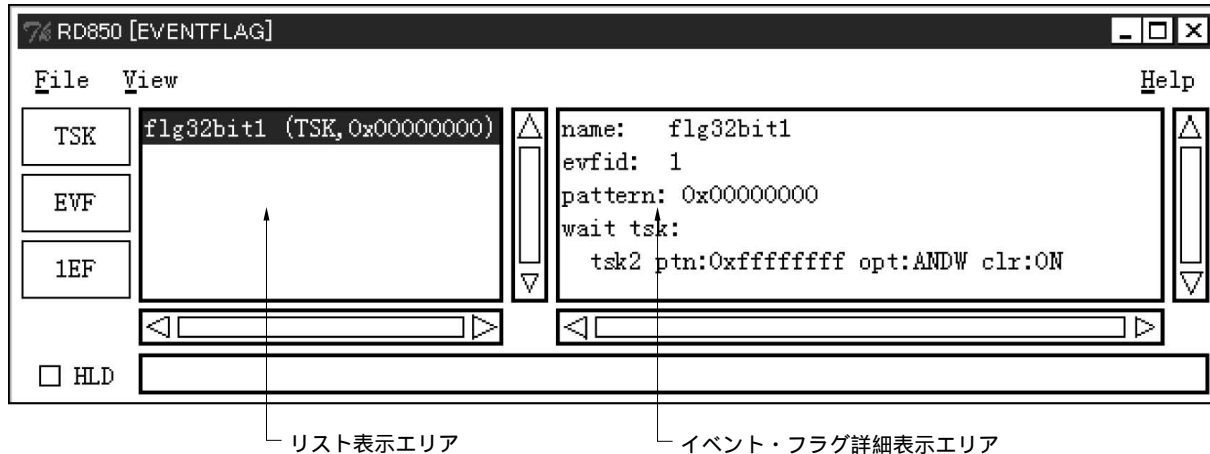 RD850 [EVENTFLAG]
File View Help
TSK
EVF
1EF
flg32bit1 (TSK,0x00000000)
name: flg32bit1
evfid: 1
pattern: 0x00000000
wait tsk:
tsk2 ptn:0xffffffff opt:ANDW clr:ON
HLD
リスト表示エリア
イベント・フラグ詳細表示エリア